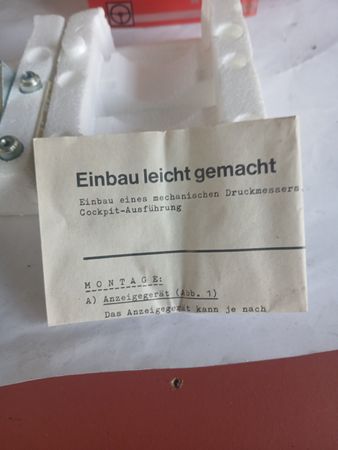 Einbau leicht gemacht
Einbau eines mechanischen Druckmessers
Cockpit-Ausführung
MONTAGE:
A) Anzeigegerät (Abb. 1)
Das Anzeigegerät kann je nach